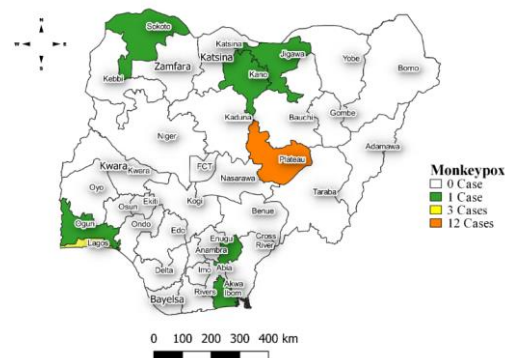 N
W
E
S
Sokoto
Katsina
Jigawa
Katsina
Zamfara
Kano
Yobe
Borno
Kebbi
Kaduna
Bauchi
Gombe
Niger
Adamawa
Plateau
Kwara
Kwara
FCT
Nasarawa
Taraba
Oyo
Osun
Ekiti
Kogi
Ogun
Ondo
Benue
Lagos
Edo
Enugu
Anambra
Cross
River
Delta
Imo
Abia
Bayelsa
Rivers
Akwa
Ibom
Monkeypox
0 Case
1 Case
3 Cases
12 Cases
0 100 200 300 400 km